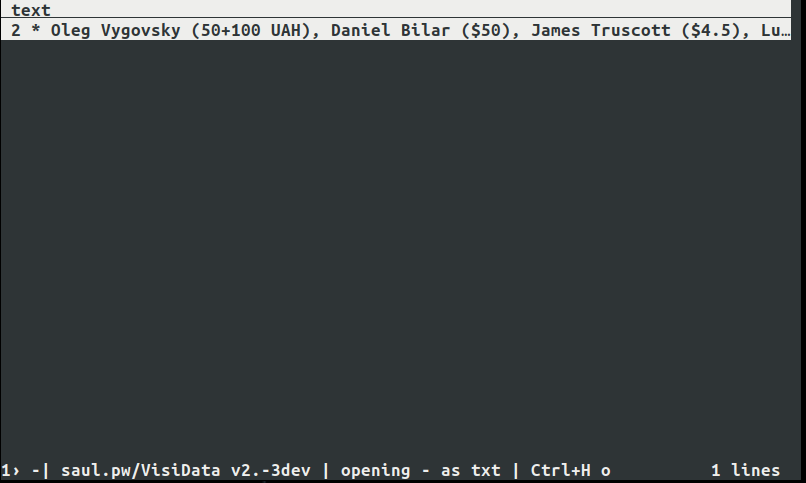 text
2 * Oleg Vygovsky (50+100 UAH), Daniel Bilar ($50), James Truscott ($4.5), Lu…
1› -| saul.pw/VisiData v2.-3dev | opening - as txt | Ctrl+H o 1 lines